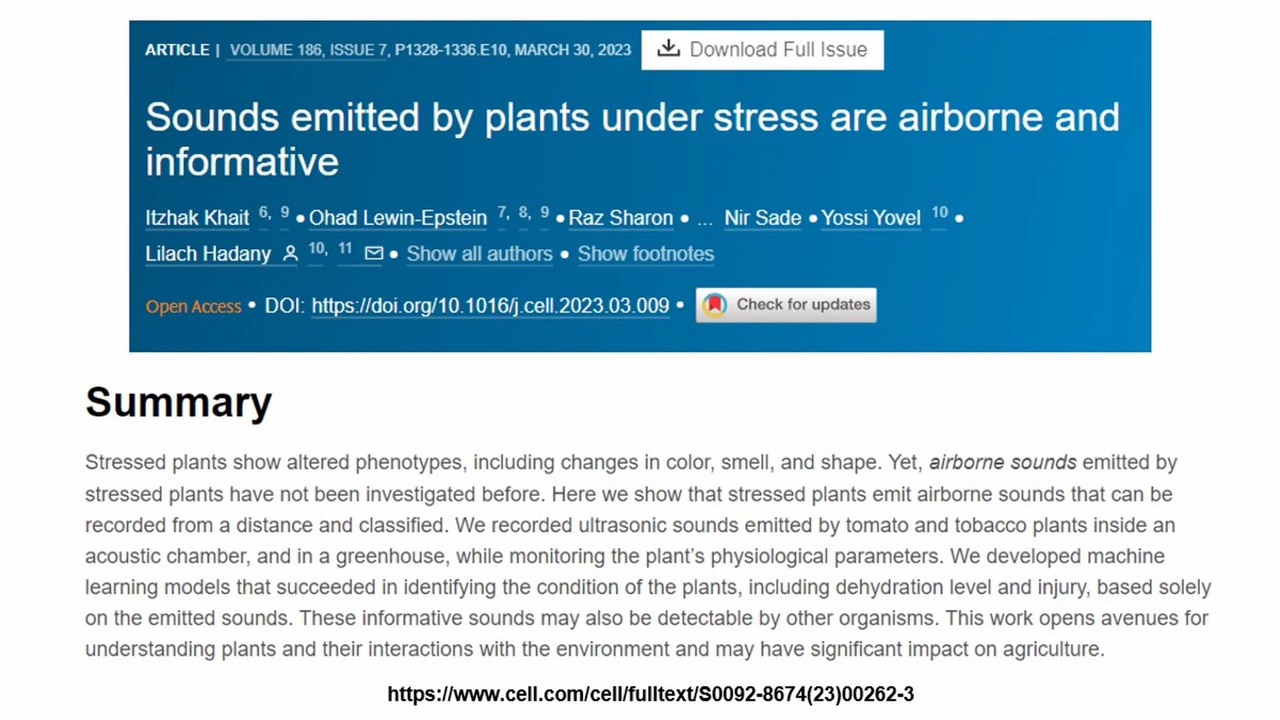 ARTICLE | VOLUME 186, ISSUE 7, P1328-1336.E10, MARCH 30, 2023 Download Full Issue
Sounds emitted by plants under stress are airborne and
informative
Itzhak Khait 6, 9 • Ohad Lewin-Epstein 7, 8, 9 • Raz Sharon • ... Nir Sade • Yossi Yovel 10 •
Lilach Hadany 10, 11 • Show all authors • Show footnotes
Open Access • DOI: https://doi.org/10.1016/j.cell.2023.03.009 • Check for updates
Summary
Stressed plants show altered phenotypes, including changes in color, smell, and shape. Yet, airborne sounds emitted by
stressed plants have not been investigated before. Here we show that stressed plants emit airborne sounds that can be
recorded from a distance and classified. We recorded ultrasonic sounds emitted by tomato and tobacco plants inside an
acoustic chamber, and in a greenhouse, while monitoring the plant’s physiological parameters. We developed machine
learning models that succeeded in identifying the condition of the plants, including dehydration level and injury, based solely
on the emitted sounds. These informative sounds may also be detectable by other organisms. This work opens avenues for
understanding plants and their interactions with the environment and may have significant impact on agriculture.
https://www.cell.com/cell/fulltext/S0092-8674(23)00262-3